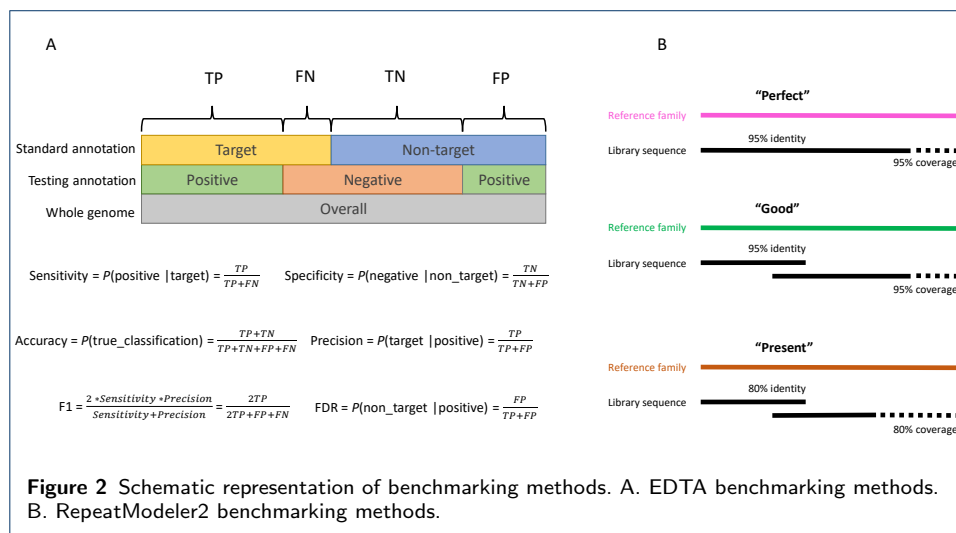 A
TP FN TN FP
Standard annotation Target Non-target
Testing annotation Positive Negative Positive
Whole genome Overall
Sensitivity = P(positive |target) = TP/TP+FN Specificity = P(negative |non_target) = TN/TN+FP
Accuracy = P(true_classification) = TP+TN/TP+TN+FP+FN Precision = P(target |positive) = TP/TP+FP
F1 = 2 *Sensitivity *Precision/Sensitivity+Precision = 2TP/2TP+FP+FN FDR = P(non_target |positive) = FP/TP+FP
B
"Perfect"
Reference family
95% identity
Library sequence
95% coverage
"Good"
Reference family
95% identity
Library sequence
95% coverage
"Present"
Reference family
80% identity
Library sequence
80% coverage
Figure 2 Schematic representation of benchmarking methods. A. EDTA benchmarking methods.
B. RepeatModeler2 benchmarking methods.